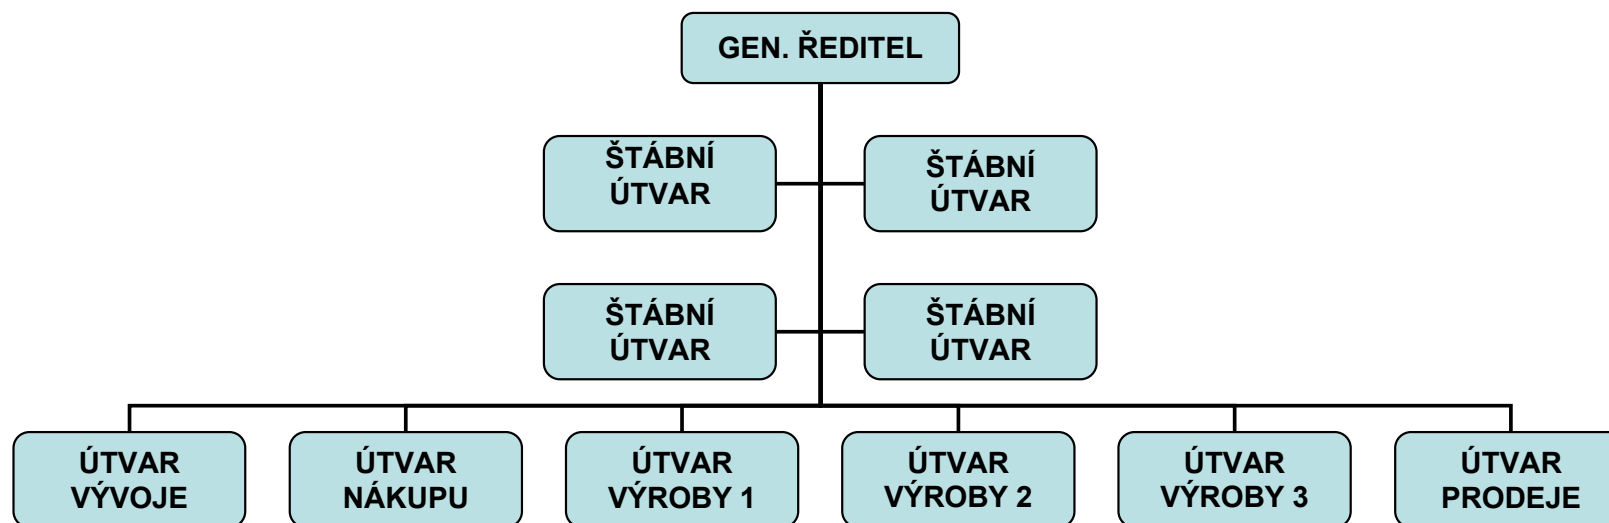 GEN. ŘEDITEL
ŠTÁBNÍ
ÚTVAR
ŠTÁBNÍ
ÚTVAR
ŠTÁBNÍ
ÚTVAR
ŠTÁBNÍ
ÚTVAR
ÚTVAR
VÝVOJE
ÚTVAR
NÁKUPU
ÚTVAR
VÝROBY 1
ÚTVAR
VÝROBY 2
ÚTVAR
VÝROBY 3
ÚTVAR
PRODEJE